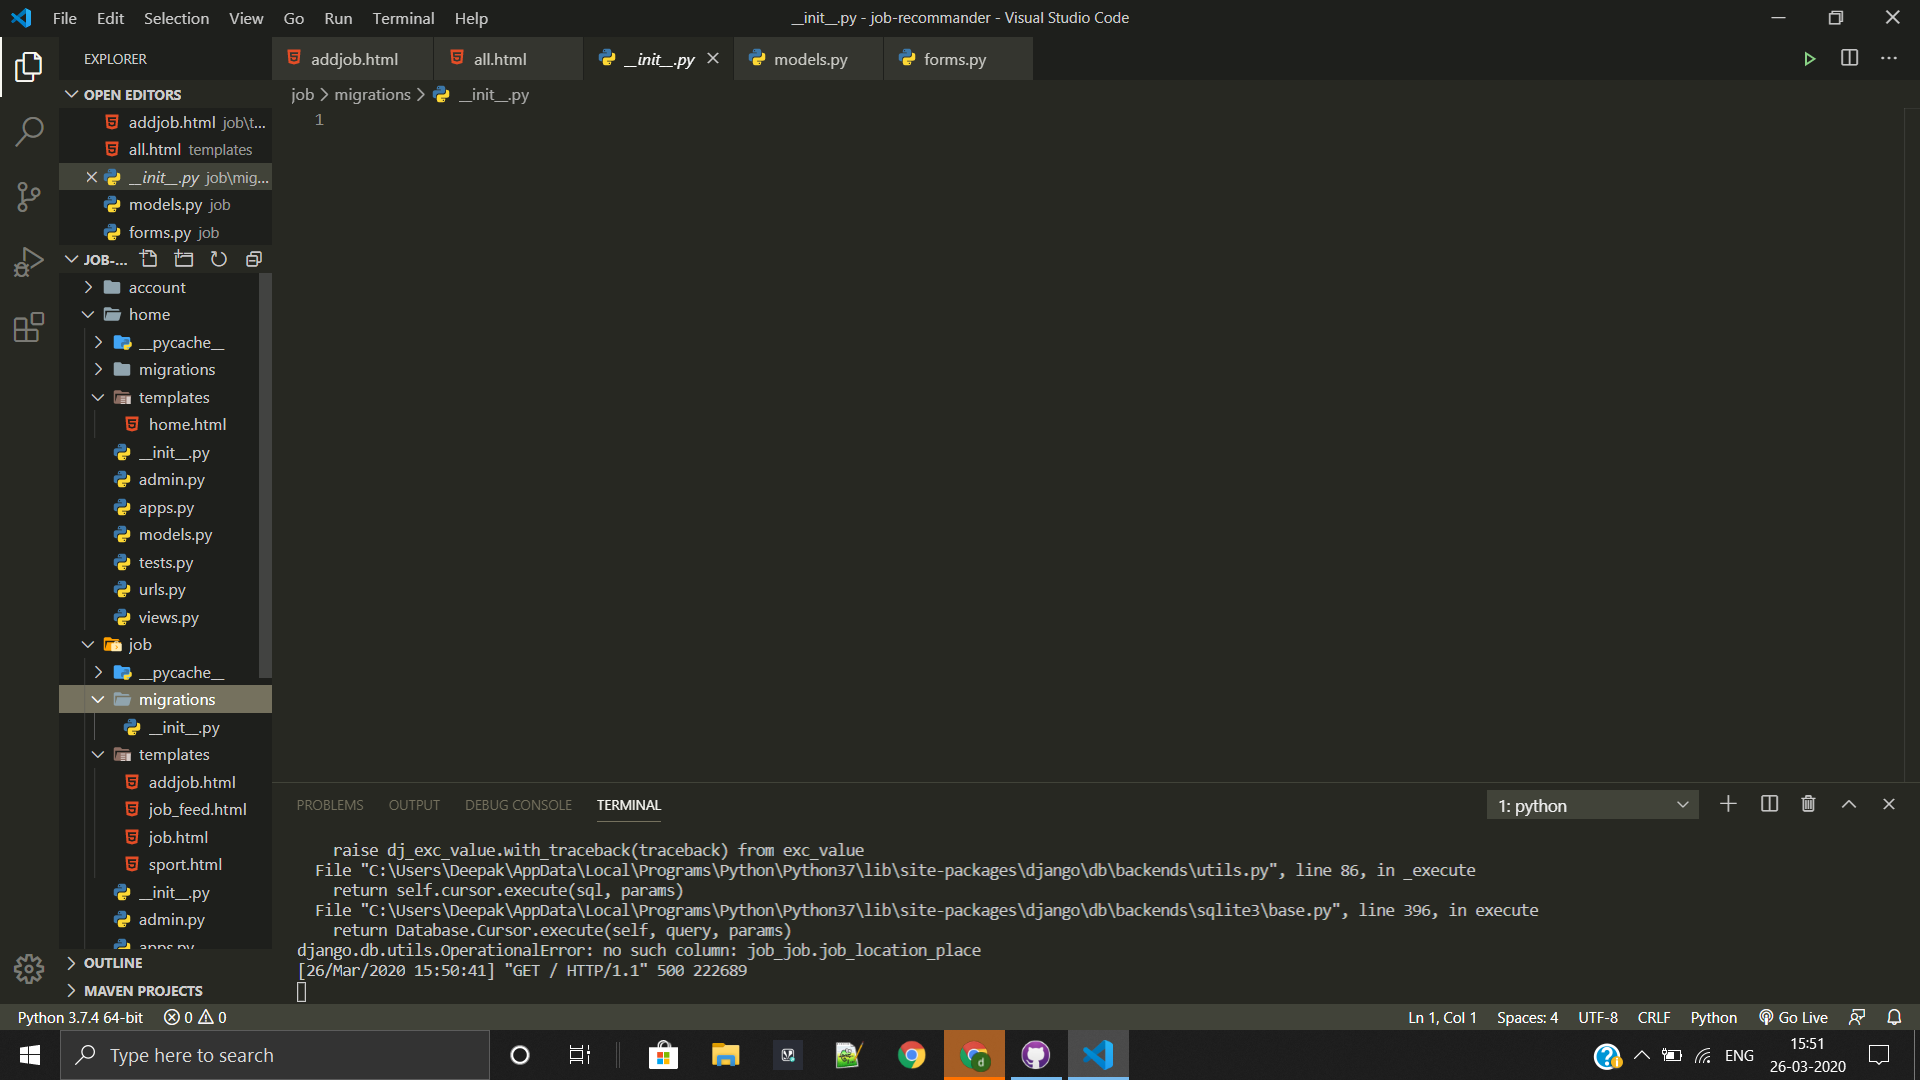 File Edit Selection View Go Run Terminal Help
__init__.py - job-recommander - Visual Studio Code
EXPLORER
addjob.html
all.html
__init__.py
models.py
forms.py
OPEN EDITORS
addjob.html job\t...
all.html templates
__init__.py job\mig...
models.py job
forms.py job
JOB-...
account
home
__pycache__
migrations
templates
home.html
__init__.py
admin.py
apps.py
models.py
tests.py
urls.py
views.py
job
__pycache__
migrations
__init__.py
templates
addjob.html
job_feed.html
job.html
sport.html
__init__.py
admin.py
apps.py
OUTLINE
MAVEN PROJECTS
job > migrations > __init__.py
1
PROBLEMS OUTPUT DEBUG CONSOLE TERMINAL
1: python
raise dj_exc_value.with_traceback(traceback) from exc_value
File "C:\Users\Deepak\AppData\Local\Programs\Python\Python37\lib\site-packages\django\db\backends\utils.py", line 86, in _execute
return self.cursor.execute(sql, params)
File "C:\Users\Deepak\AppData\Local\Programs\Python\Python37\lib\site-packages\django\db\backends\sqlite3\base.py", line 396, in execute
return Database.Cursor.execute(self, query, params)
django.db.utils.OperationalError: no such column: job_job.job_location_place
[26/Mar/2020 15:50:41] "GET / HTTP/1.1" 500 222689
Python 3.7.4 64-bit 0 0
Ln 1, Col 1 Spaces: 4 UTF-8 CRLF Python Go Live
Type here to search
d
ENG
15:51
26-03-2020